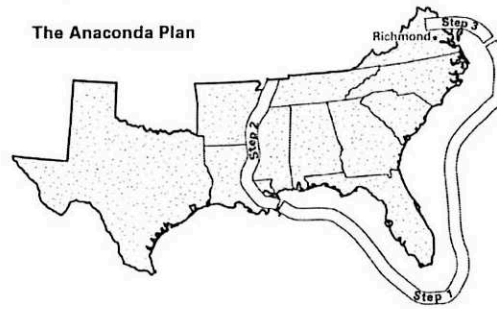 The Anaconda Plan
Step 3
Richmond
Step 2
Step 1